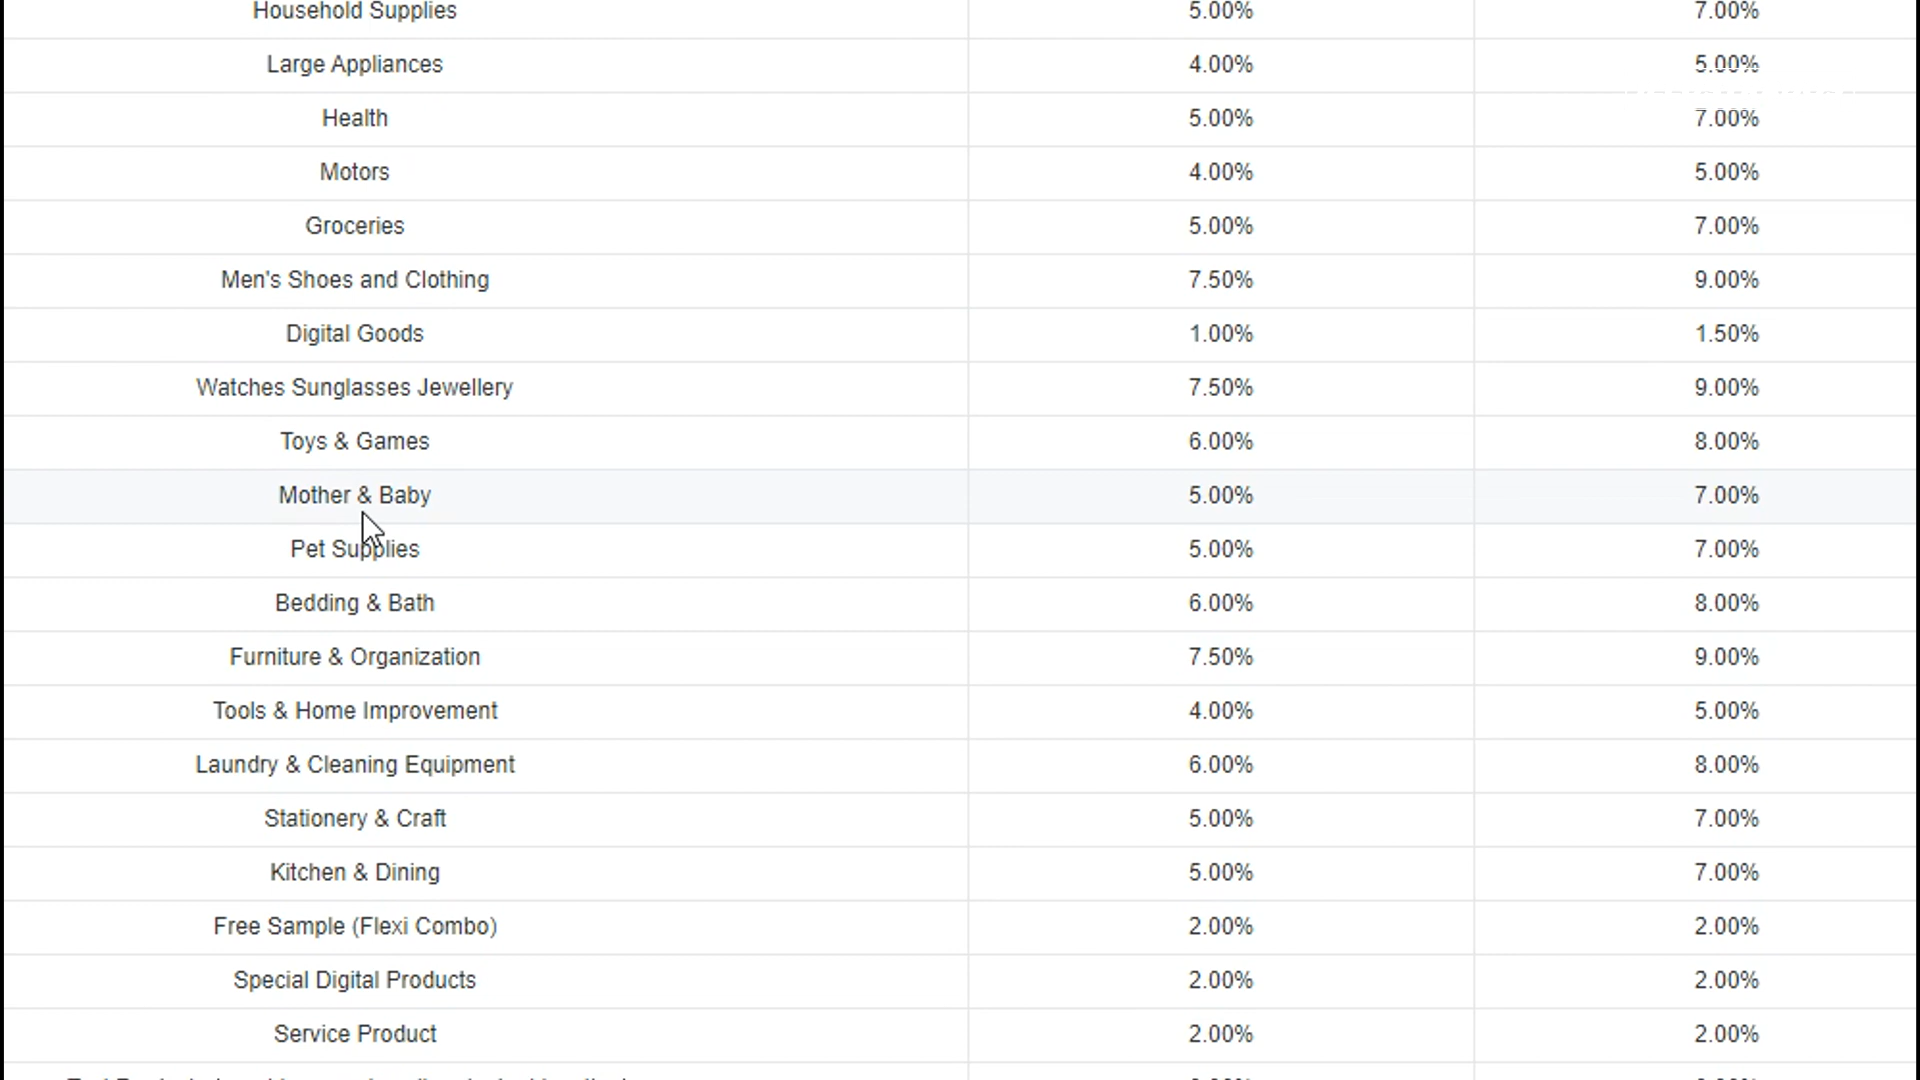 Household Supplies 5.00% 7.00%
Large Appliances 4.00% 5.00%
Health 5.00% 7.00%
Motors 4.00% 5.00%
Groceries 5.00% 7.00%
Men's Shoes and Clothing 7.50% 9.00%
Digital Goods 1.00% 1.50%
Watches Sunglasses Jewellery 7.50% 9.00%
Toys & Games 6.00% 8.00%
Mother & Baby 5.00% 7.00%
Pet Supplies 5.00% 7.00%
Bedding & Bath 6.00% 8.00%
Furniture & Organization 7.50% 9.00%
Tools & Home Improvement 4.00% 5.00%
Laundry & Cleaning Equipment 6.00% 8.00%
Stationery & Craft 5.00% 7.00%
Kitchen & Dining 5.00% 7.00%
Free Sample (Flexi Combo) 2.00% 2.00%
Special Digital Products 2.00% 2.00%
Service Product 2.00% 2.00%